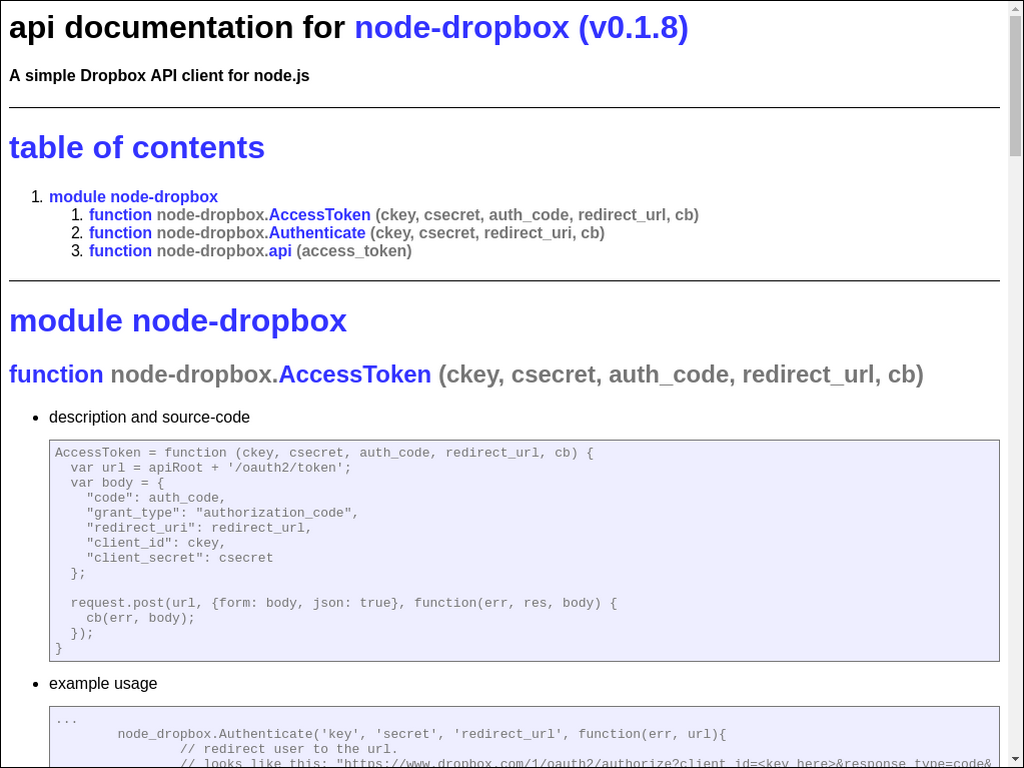 api documentation for node-dropbox (v0.1.8)
A simple Dropbox API client for node.js
table of contents
1. module node-dropbox
1. function node-dropbox.AccessToken (ckey, csecret, auth_code, redirect_url, cb)
2. function node-dropbox.Authenticate (ckey, csecret, redirect_uri, cb)
3. function node-dropbox.api (access_token)
module node-dropbox
function node-dropbox.AccessToken (ckey, csecret, auth_code, redirect_url, cb)
• description and source-code
AccessToken = function (ckey, csecret, auth_code, redirect_url, cb) {
  var url = apiRoot + '/oauth2/token';
  var body = {
    "code": auth_code,
    "grant_type": "authorization_code",
    "redirect_uri": redirect_url,
    "client_id": ckey,
    "client_secret": csecret
  };

  request.post(url, {form: body, json: true}, function(err, res, body) {
    cb(err, body);
  });
}
• example usage
...
        node_dropbox.Authenticate('key', 'secret', 'redirect_url', function(err, url){
                // redirect user to the url.
                // looks like this: "https://www.dropbox.com/1/oauth2/authorize?client_id=<key_here>&response_type=code&